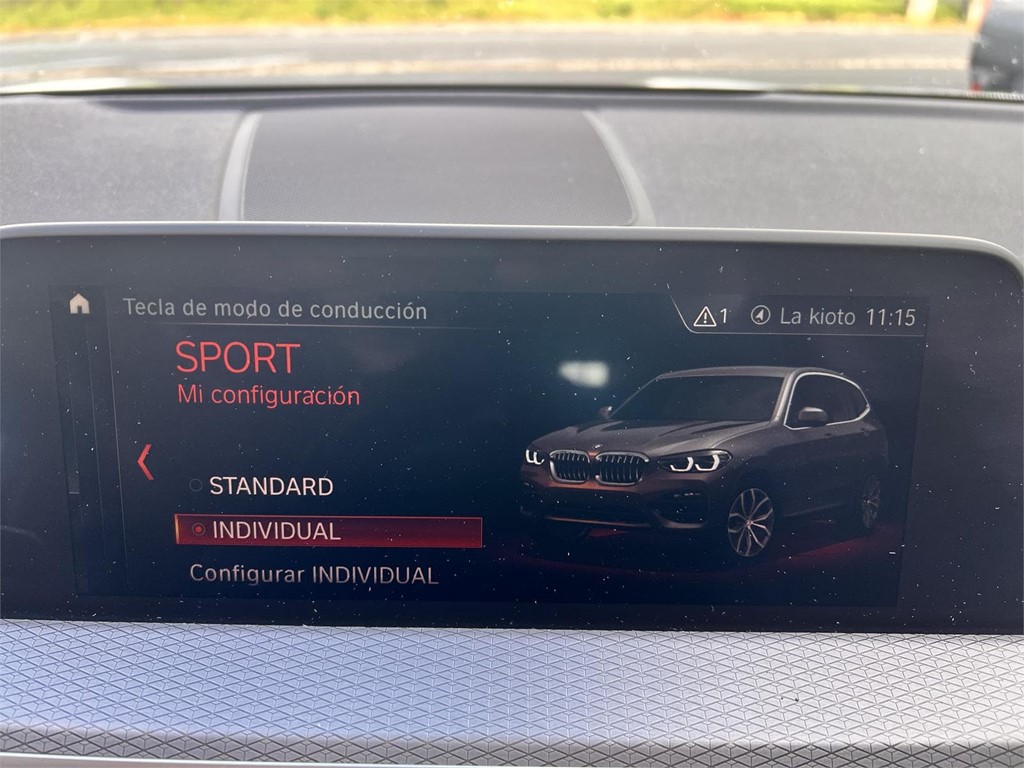 Tecla de modo de conducción
1 La kioto 11:15
SPORT
Mi configuración
STANDARD
INDIVIDUAL
Configurar INDIVIDUAL